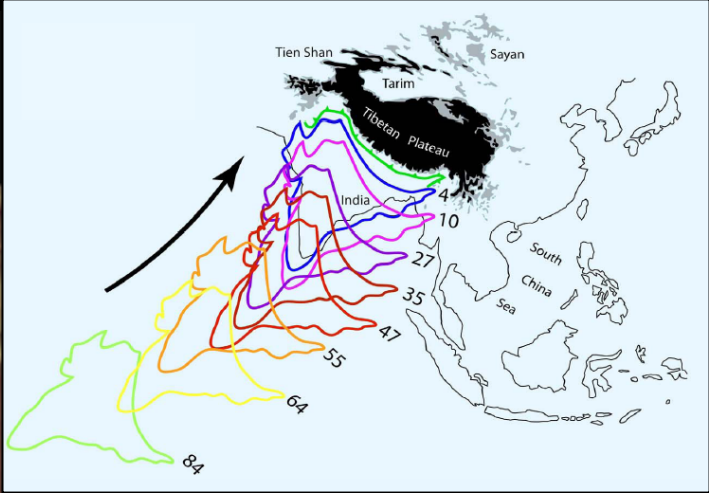 Tien Shan
Sayan
Tarim
Tibetan Plateau
India
4
10
27
35
47
55
64
84
South
China
Sea